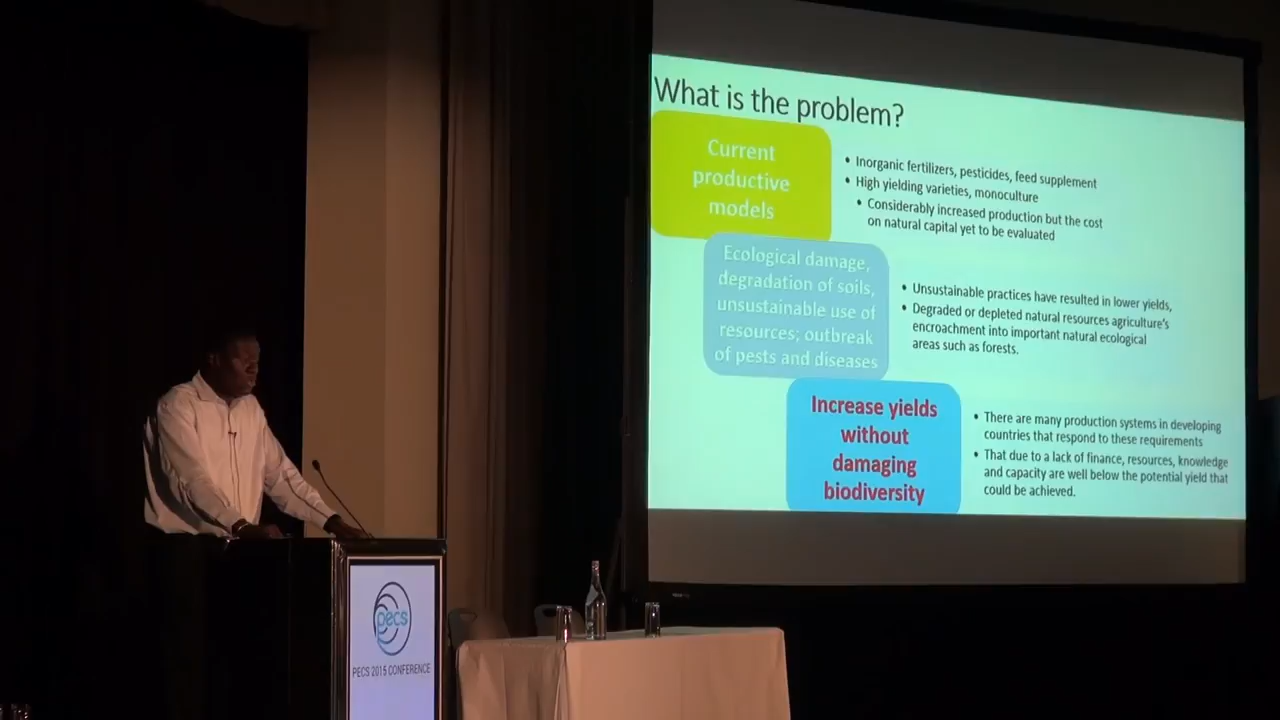 What is the problem?
Current
productive
models
• Inorganic fertilizers, pesticides, feed supplement
• High yielding varieties, monoculture
• Considerably increased production but the cost
on natural capital yet to be evaluated
Ecological damage,
degradation of soils,
unsustainable use of
resources; outbreak
of pests and diseases
• Unsustainable practices have resulted in lower yields,
• Degraded or depleted natural resources agriculture's
encroachment into important natural ecological
areas such as forests.
Increase yields
without
damaging
biodiversity
• There are many production systems in developing
countries that respond to these requirements
• That due to a lack of finance, resources, knowledge
and capacity are well below the potential yield that
could be achieved.
pecs
PECS 2015 CONFERENCE